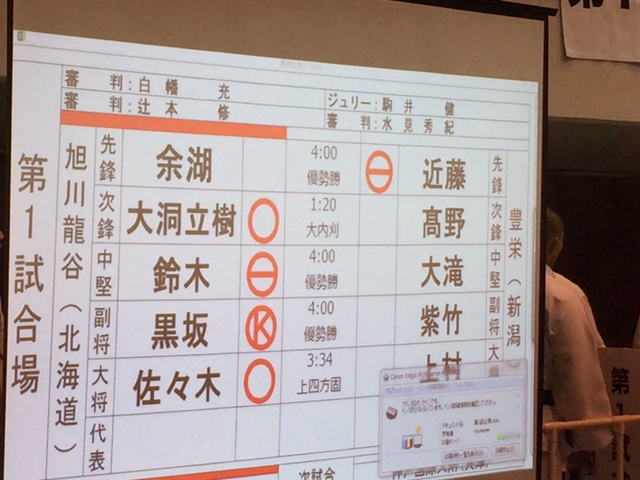 審判：白幡 充
ジュリー：駒井 健
審判：辻本 修
審判：水見秀紀
第1試合場
旭川龍谷（北海道）
豊栄（新潟
先鋒 余湖 4:00 優勢勝 近藤 先鋒
次鋒 大洞立樹 1:20 大内刈 髙野 次鋒
中堅 鈴木 4:00 優勢勝 大滝 中堅
副将 黒坂 K 4:00 優勢勝 紫竹 副将
大将 佐々木 3:34 上四方固 上村 大
代表
次試合
第1試